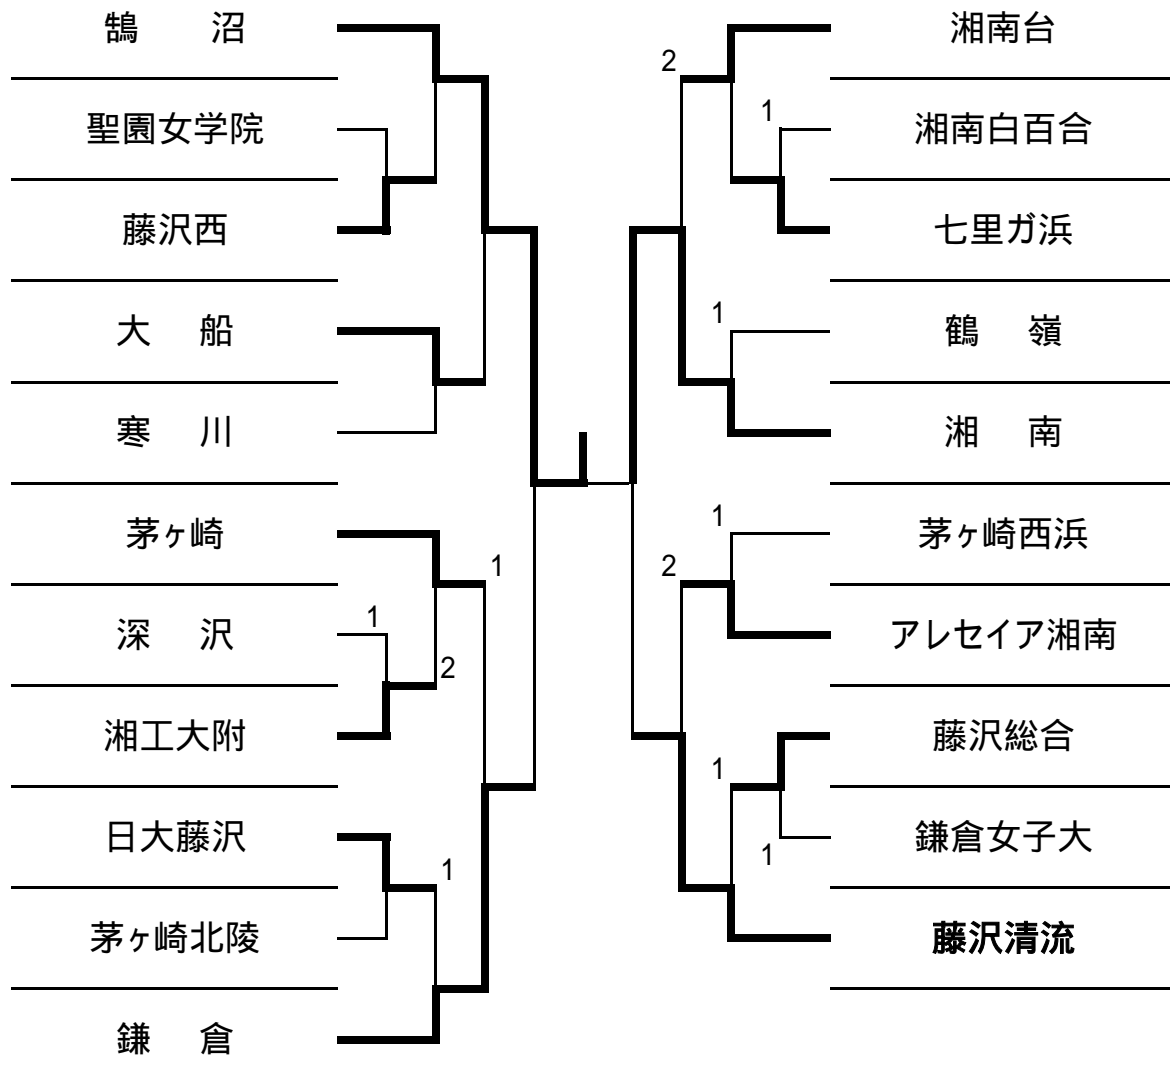 鵠 沼
聖園女学院
藤沢西
大 船
寒 川
茅ヶ崎
1
深 沢
1
2
湘工大附
日大藤沢
1
茅ヶ崎北陵
鎌 倉
湘南台
2
湘南白百合
1
七里ガ浜
鶴 嶺
1
湘 南
茅ヶ崎西浜
1
2
アレセイア湘南
藤沢総合
1
鎌倉女子大
1
藤沢清流